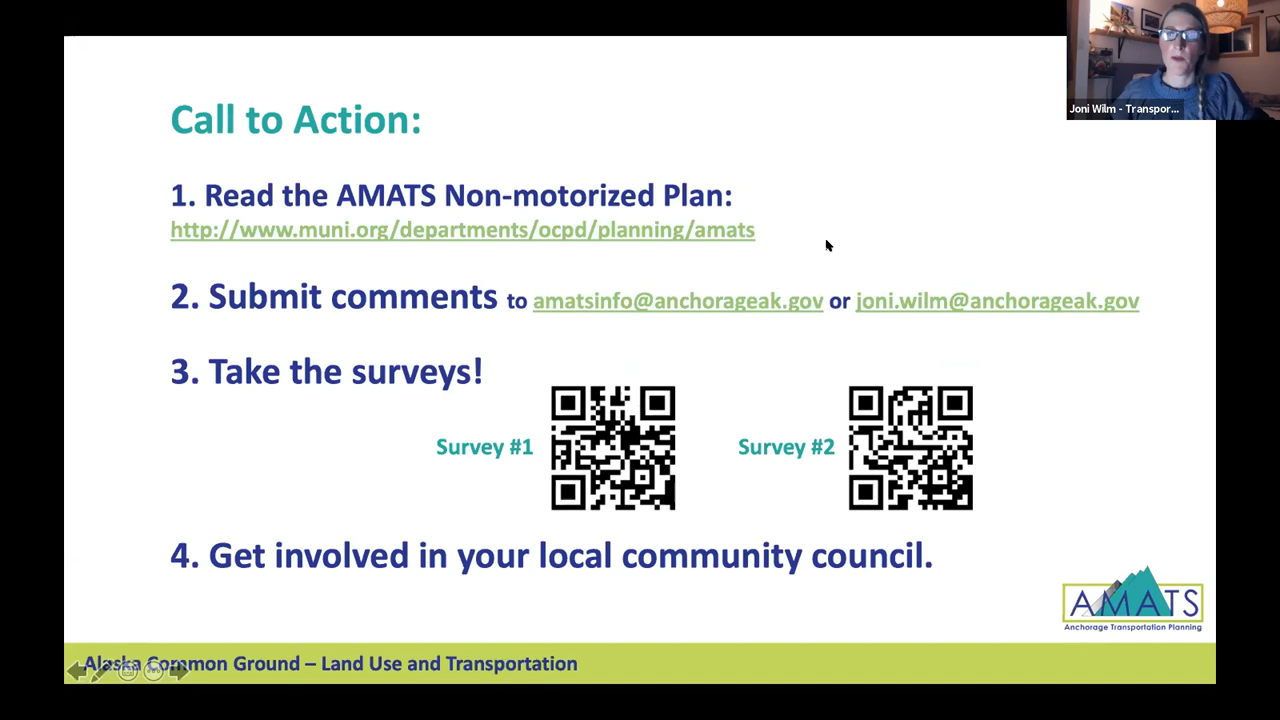 Joni Wilm - Transpor...
Call to Action:
1. Read the AMATS Non-motorized Plan:
http://www.muni.org/departments/ocpd/planning/amats
2. Submit comments to amatsinfo@anchorageak.gov or joni.wilm@anchorageak.gov
3. Take the surveys!
Survey #1
Survey #2
4. Get involved in your local community council.
AMATS
Anchorage Transportation Planning
Alaska Common Ground – Land Use and Transportation